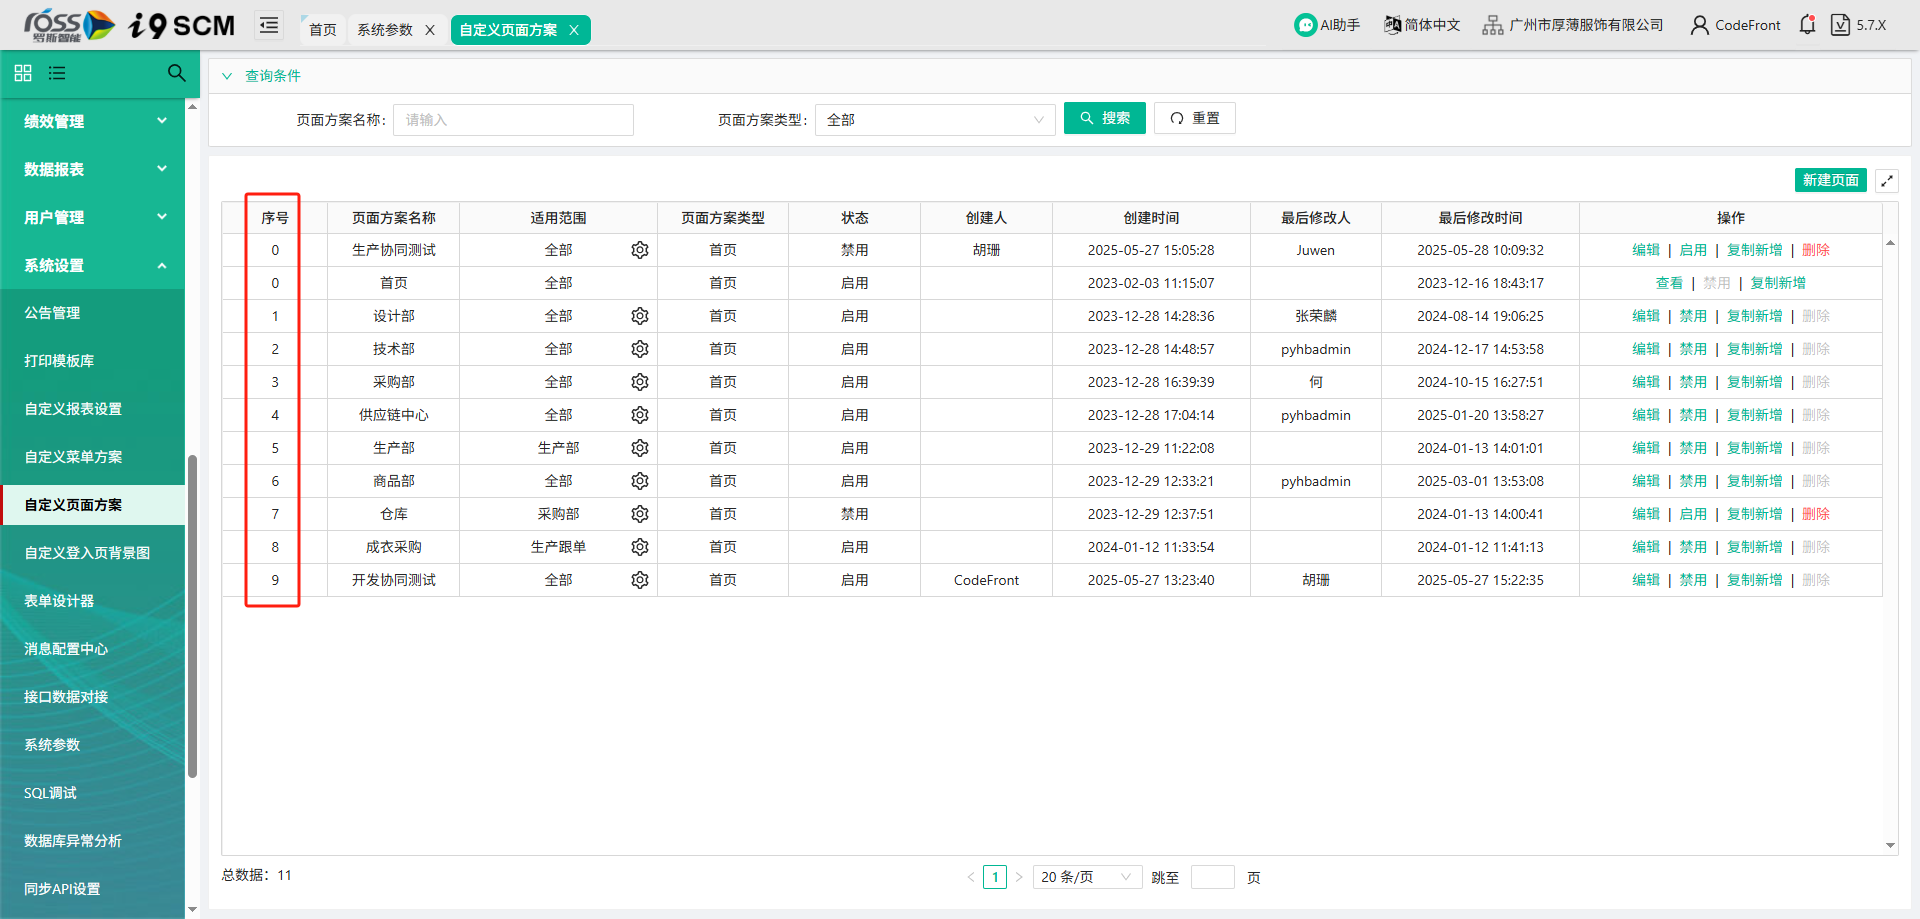 röss 罗斯智能 i9 SCM 首页 系统参数 X 自定义页面方案 X AI助手 简体中文 广州市厚薄服饰有限公司 CodeFront 5.7.X
查询条件
页面方案名称: 请输入 页面方案类型: 全部 搜索 重置
新建页面
绩效管理
数据报表
用户管理
系统设置
公告管理
打印模板库
自定义报表设置
自定义菜单方案
自定义页面方案
自定义登入页背景图
表单设计器
消息配置中心
接口数据对接
系统参数
SQL调试
数据库异常分析
同步API设置
序号 页面方案名称 适用范围 页面方案类型 状态 创建人 创建时间 最后修改人 最后修改时间 操作
0 生产协同测试 全部 首页 禁用 胡珊 2025-05-27 15:05:28 Juwen 2025-05-28 10:09:32 编辑 | 启用 | 复制新增 | 删除
0 首页 全部 首页 启用 2023-02-03 11:15:07 2023-12-16 18:43:17 查看 | 禁用 | 复制新增
1 设计部 全部 首页 启用 2023-12-28 14:28:36 张荣麟 2024-08-14 19:06:25 编辑 | 禁用 | 复制新增 | 删除
2 技术部 全部 首页 启用 2023-12-28 14:48:57 pyhbadmin 2024-12-17 14:53:58 编辑 | 禁用 | 复制新增 | 删除
3 采购部 全部 首页 启用 2023-12-28 16:39:39 何 2024-10-15 16:27:51 编辑 | 禁用 | 复制新增 | 删除
4 供应链中心 全部 首页 启用 2023-12-28 17:04:14 pyhbadmin 2025-01-20 13:58:27 编辑 | 禁用 | 复制新增 | 删除
5 生产部 生产部 首页 启用 2023-12-29 11:22:08 2024-01-13 14:01:01 编辑 | 禁用 | 复制新增 | 删除
6 商品部 全部 首页 启用 2023-12-29 12:33:21 pyhbadmin 2025-03-01 13:53:08 编辑 | 禁用 | 复制新增 | 删除
7 仓库 采购部 首页 禁用 2023-12-29 12:37:51 2024-01-13 14:00:41 编辑 | 启用 | 复制新增 | 删除
8 成衣采购 生产跟单 首页 启用 2024-01-12 11:33:54 2024-01-12 11:41:13 编辑 | 禁用 | 复制新增 | 删除
9 开发协同测试 全部 首页 启用 CodeFront 2025-05-27 13:23:40 胡珊 2025-05-27 15:22:35 编辑 | 禁用 | 复制新增 | 删除
总数据: 11 < 1 > 20 条/页 跳至 页